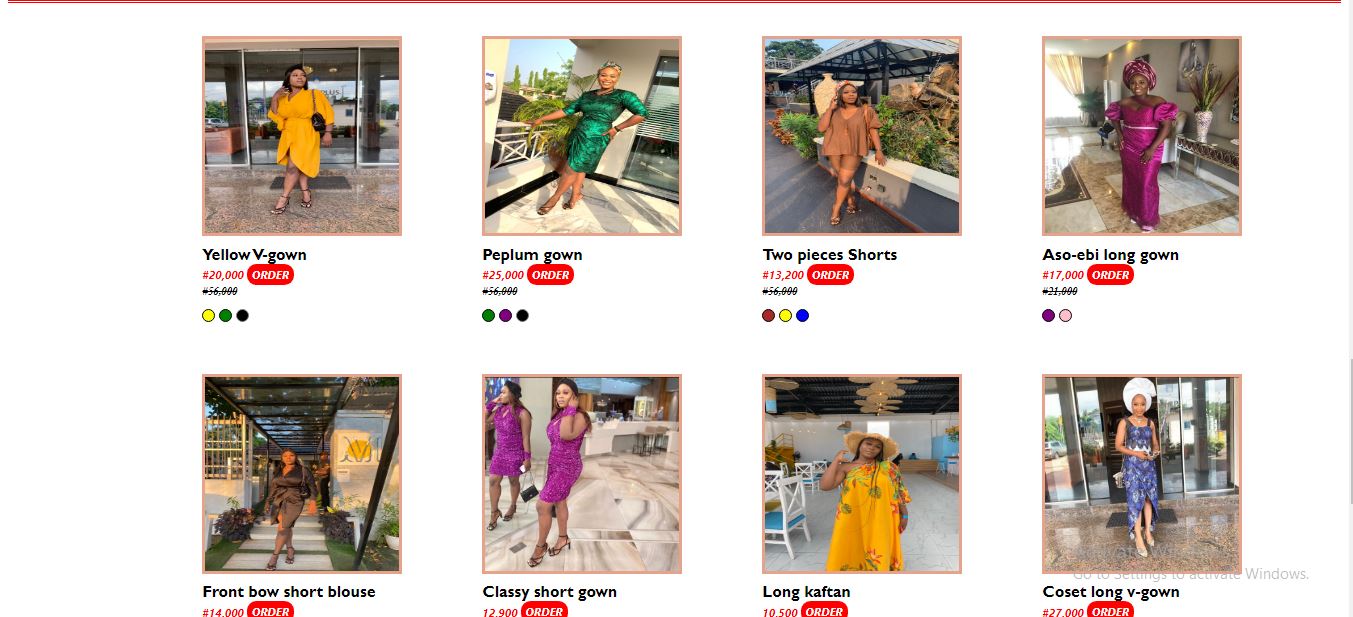 PLUS
Yellow V-gown
#20,000 ORDER
#56,000
Peplum gown
#25,000 ORDER
#56,000
Two pieces Shorts
#13,200 ORDER
#56,000
Aso-ebi long gown
#17,000 ORDER
#21,000
Front bow short blouse
#14,000 ORDER
Classy short gown
12,900 ORDER
Long kaftan
10,500 ORDER
Activate Windows
Go to Settings to activate Windows.
Coset long v-gown
#27,000 ORDER